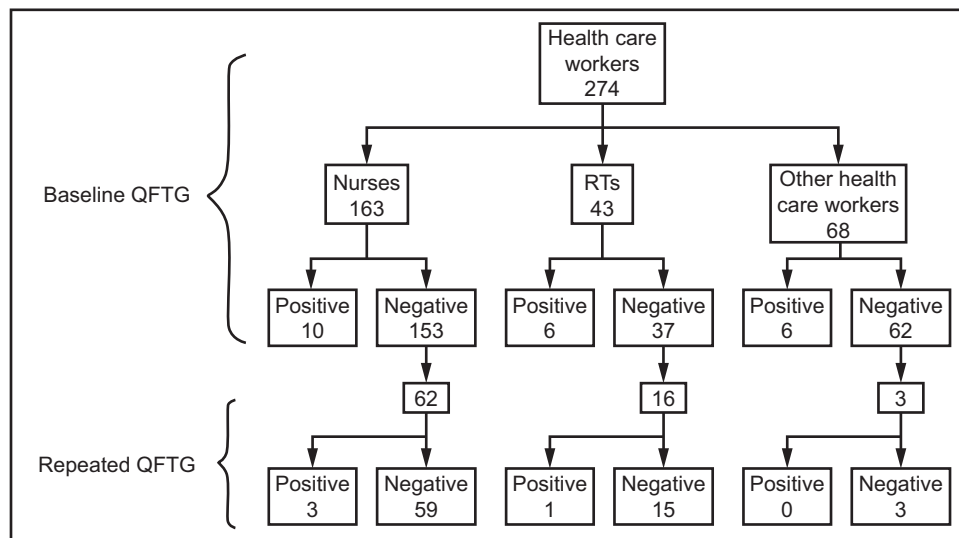 Health care
workers
274
Baseline QFTG
Nurses
163
RTs
43
Other health
care workers
68
Positive
10
Negative
153
Positive
6
Negative
37
Positive
6
Negative
62
62
16
3
Repeated QFTG
Positive
3
Negative
59
Positive
1
Negative
15
Positive
0
Negative
3